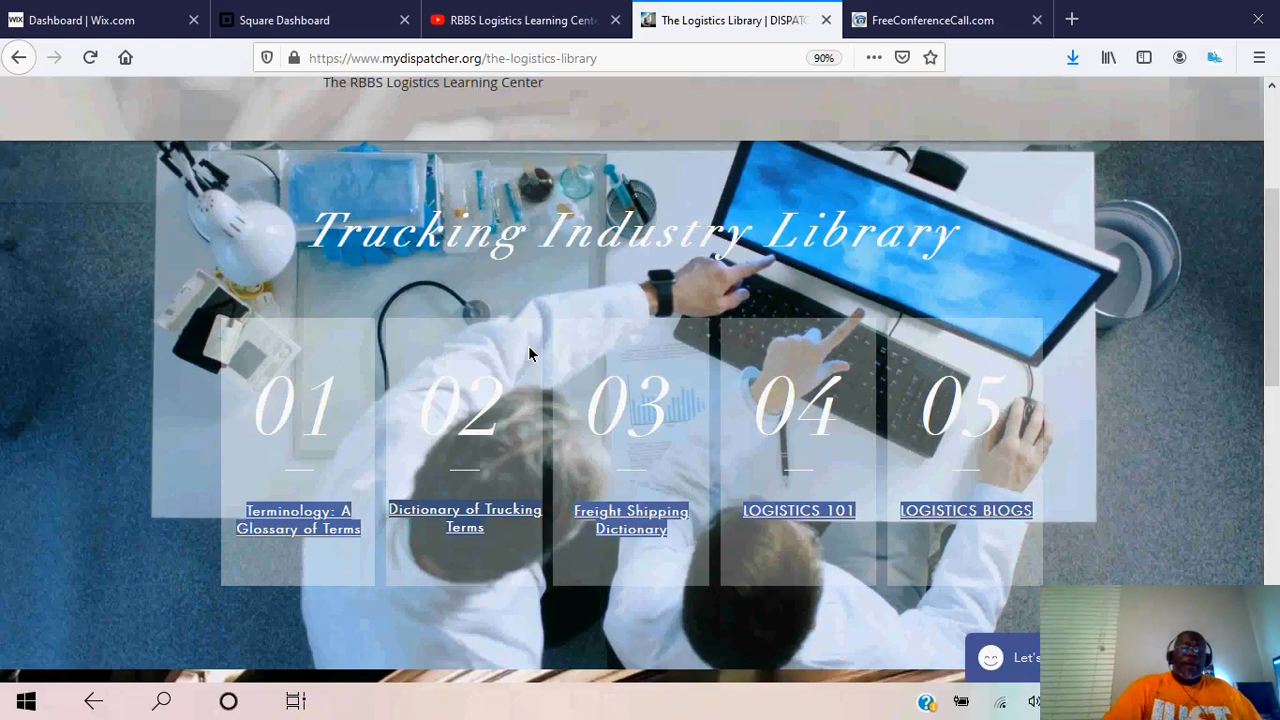 Dashboard | Wix.com
Square Dashboard
RBBS Logistics Learning Cent
The Logistics Library | DISPATC
FreeConferenceCall.com
https://www.mydispatcher.org/the-logistics-library
90%
The RBBS Logistics Learning Center
Trucking Industry Library
01
02
03
04
05
Terminology: A
Glossary of Terms
Dictionary of Trucking
Terms
Freight Shipping
Dictionary
LOGISTICS 101
LOGISTICS BLOGS
Let's